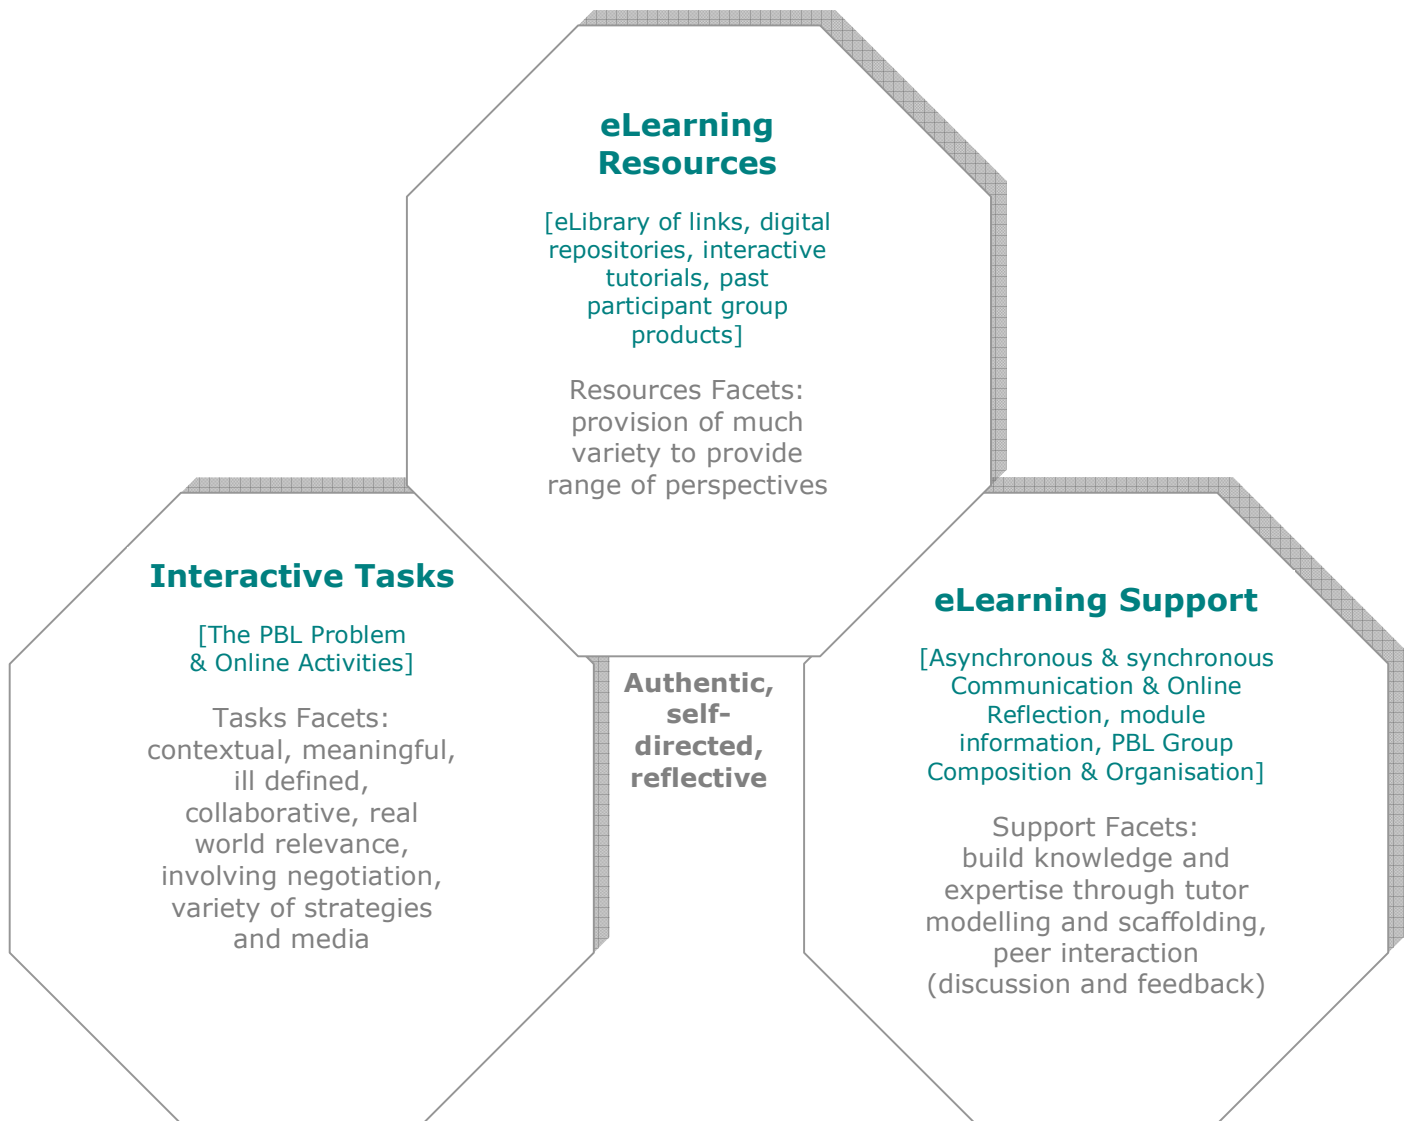 eLearning
Resources
[eLibrary of links, digital
repositories, interactive
tutorials, past
participant group
products]
Resources Facets:
provision of much
variety to provide
range of perspectives
Interactive Tasks
[The PBL Problem
& Online Activities]
Tasks Facets:
contextual, meaningful,
ill defined,
collaborative, real
world relevance,
involving negotiation,
variety of strategies
and media
Authentic,
self-
directed,
reflective
eLearning Support
[Asynchronous & synchronous
Communication & Online
Reflection, module
information, PBL Group
Composition & Organisation]
Support Facets:
build knowledge and
expertise through tutor
modelling and scaffolding,
peer interaction
(discussion and feedback)